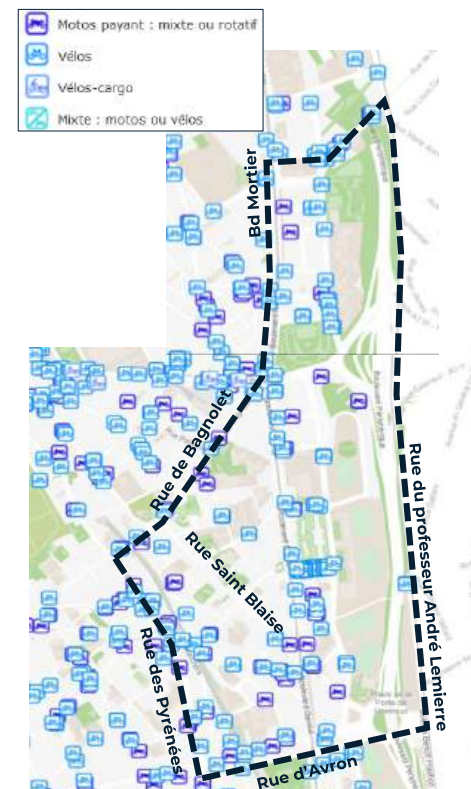 Motos payant : mixte ou rotatif
Vélos
Vélos-cargo
Mixte : motos ou vélos
Bd Mortier
Rue de Bagnolet
Rue Saint Blaise
Rue des Pyrénées
Rue du professeur André Lemierre
Rue d'Avron